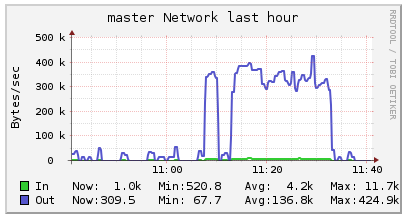 master Network last hour
RRDTOOL / TOBI OETIKER
Bytes/sec
500 k
400 k
300 k
200 k
100 k
0
11:00 11:20 11:40
In Now: 1.0k Min:520.8 Avg: 4.2k Max: 11.7k
Out Now:309.5 Min: 67.7 Avg:136.8k Max:424.9k